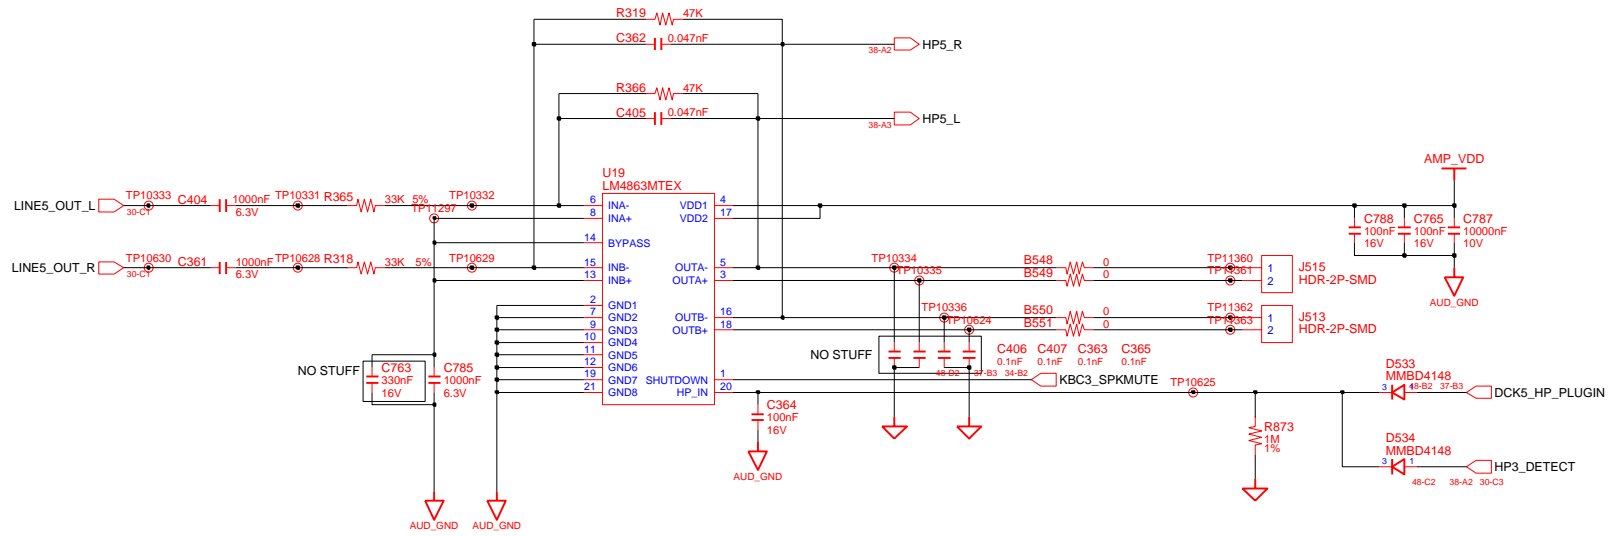 R319 47K
C362 0.047nF
38-A2 HP5_R
R366 47K
C405 0.047nF
38-A3 HP5_L
AMP_VDD
U19
LM4863MTEX
LINE5_OUT_L TP10333 30-C1 C404 1000nF 6.3V TP10331 R365 33K 5% TP10332
TP11297
LINE5_OUT_R TP10630 30-C1 C361 1000nF 6.3V TP10628 R318 33K 5% TP10629
6 INA-
8 INA+
14 BYPASS
15 INB-
13 INB+
2 GND1
7 GND2
9 GND3
10 GND4
11 GND5
12 GND6
19 GND7
21 GND8
VDD1 4
VDD2 17
OUTA- 5
OUTA+ 3
OUTB- 16
OUTB+ 18
SHUTDOWN 1
HP_IN 20
C788
100nF
16V
C765
100nF
16V
C787
10000nF
10V
AUD_GND
TP10334
TP10335
TP10336
TP10624
B548 0
B549 0
B550 0
B551 0
TP11360
TP11361
TP11362
TP11363
1
2
J515
HDR-2P-SMD
1
2
J513
HDR-2P-SMD
NO STUFF
C406 C407 C363 C365
0.1nF 0.1nF 0.1nF 0.1nF
48-D2 37-B3 34-B2
KBC3_SPKMUTE
NO STUFF
C763
330nF
16V
C785
1000nF
6.3V
C364
100nF
16V
AUD_GND
TP10625
R873
1M
1%
D533
MMBD4148
3 1
48-B2 37-B3
DCK5_HP_PLUGIN
D534
MMBD4148
3 1
48-C2 38-A2 30-C3
HP3_DETECT
AUD_GND AUD_GND